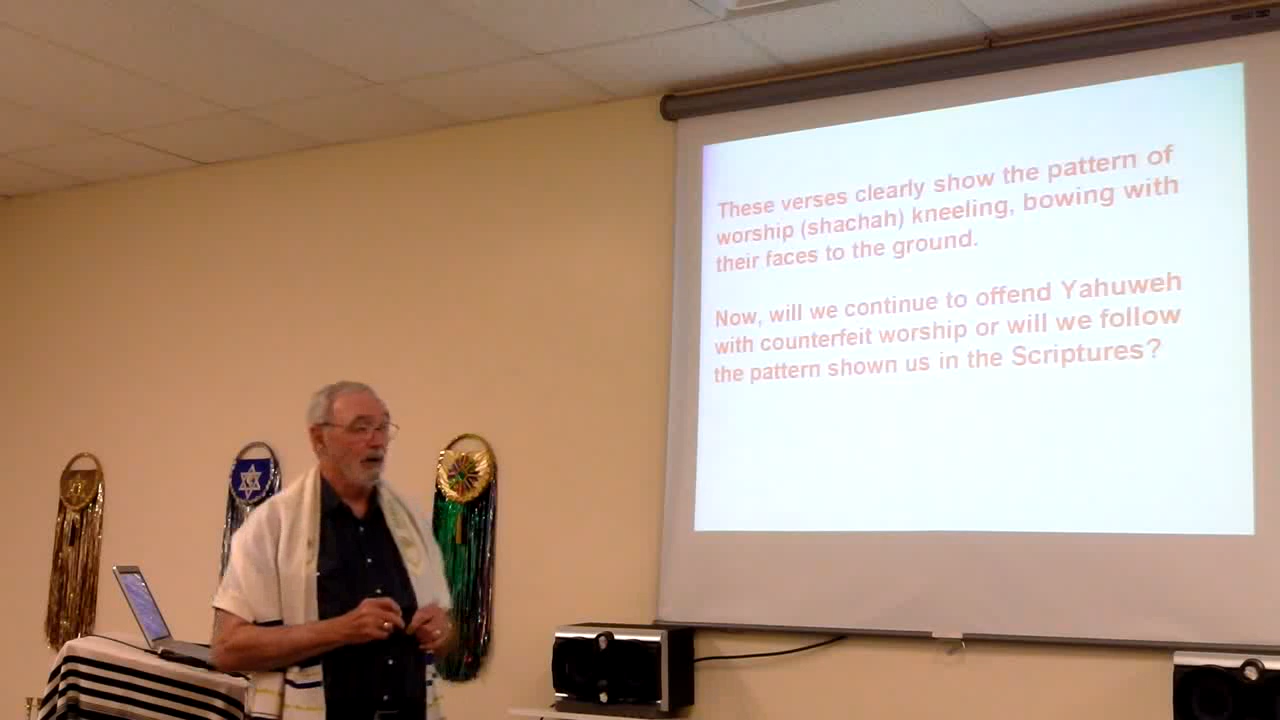 These verses clearly show the pattern of
worship (shachah) kneeling, bowing with
their faces to the ground.
Now, will we continue to offend Yahuweh
with counterfeit worship or will we follow
the pattern shown us in the Scriptures?